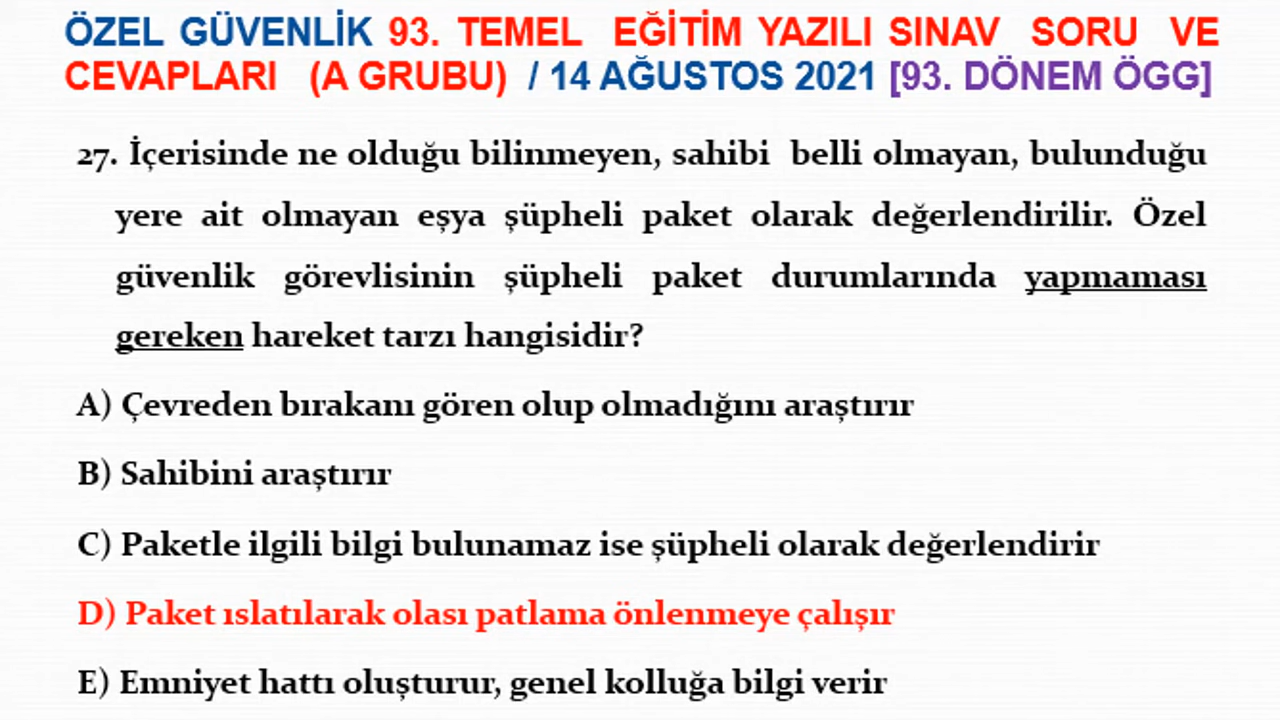 ÖZEL GÜVENLİK 93. TEMEL EĞİTİM YAZILI SINAV SORU VE
CEVAPLARI (A GRUBU) / 14 AĞUSTOS 2021 [93. DÖNEM ÖGG]
27. İçerisinde ne olduğu bilinmeyen, sahibi belli olmayan, bulunduğu
yere ait olmayan eşya şüpheli paket olarak değerlendirilir. Özel
güvenlik görevlisinin şüpheli paket durumlarında yapmaması
gereken hareket tarzı hangisidir?
A) Çevreden bırakanı gören olup olmadığını araştırır
B) Sahibini araştırır
C) Paketle ilgili bilgi bulunamaz ise şüpheli olarak değerlendirir
D) Paket ıslatılarak olası patlama önlenmeye çalışır
E) Emniyet hattı oluşturur, genel kolluğa bilgi verir